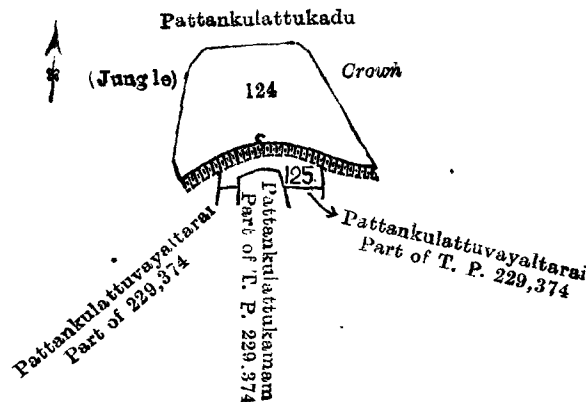 Pattankulattukadu
(Jungle)
Crown
124
125.
Pattankulattuvayaltarai
Part of 229,374
Pattankulattukamam
Part of T. P. 229.374
Pattankulattuvayaltarai
Part of T. P. 229,374